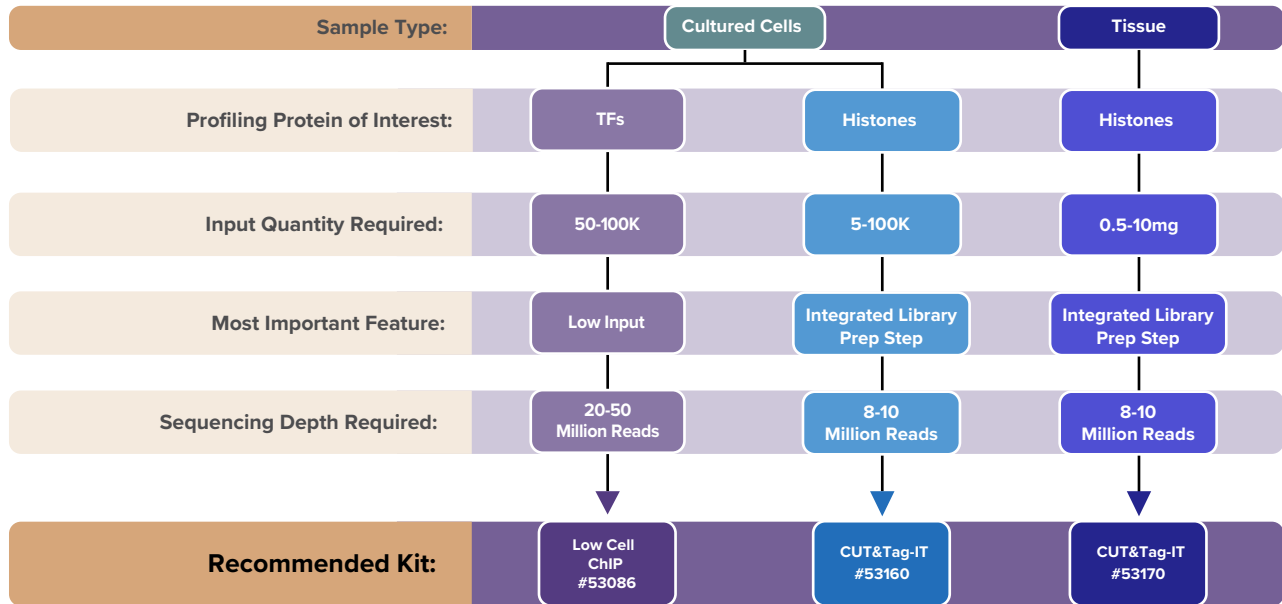 Sample Type:
Cultured Cells
Tissue
Profiling Protein of Interest:
TFs
Histones
Histones
Input Quantity Required:
50-100K
5-100K
0.5-10mg
Most Important Feature:
Low Input
Integrated Library
Prep Step
Integrated Library
Prep Step
Sequencing Depth Required:
20-50
Million Reads
8-10
Million Reads
8-10
Million Reads
Recommended Kit:
Low Cell
ChIP
#53086
CUT&Tag-IT
#53160
CUT&Tag-IT
#53170